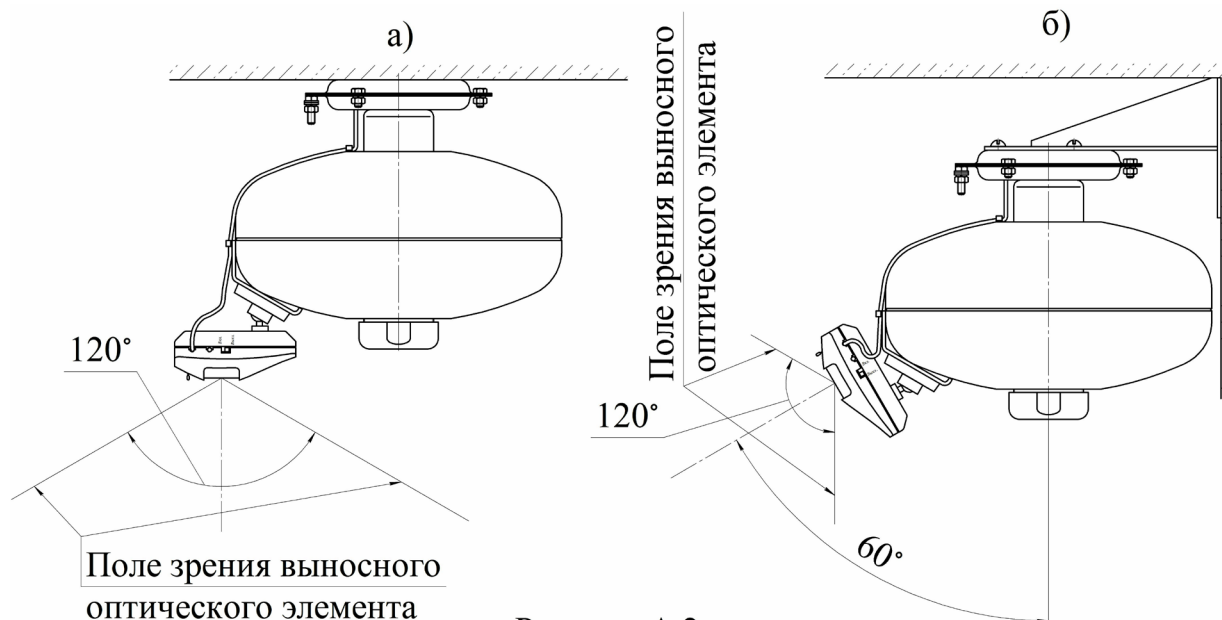 а)
120°
Поле зрения выносного
оптического элемента
б)
Поле зрения выносного
оптического элемента
120°
60°